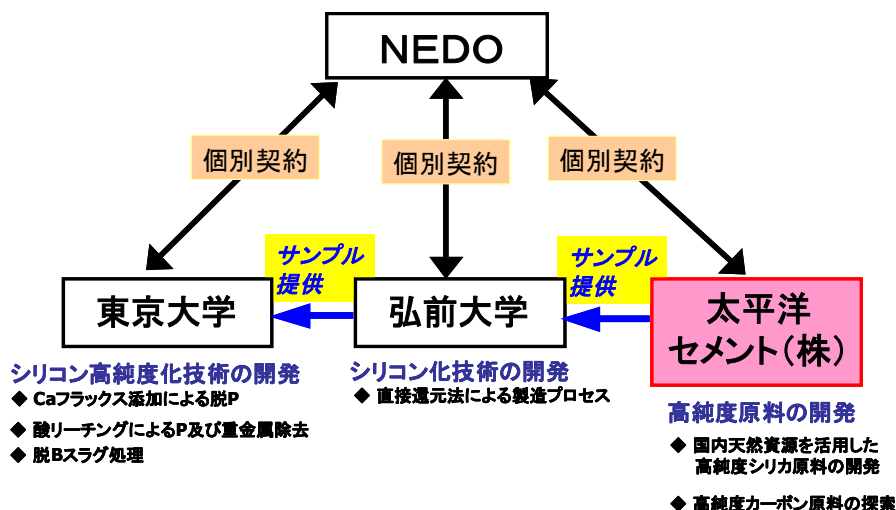 NEDO
個別契約
個別契約
個別契約
サンプル
提供
サンプル
提供
東京大学
弘前大学
太平洋
セメント(株)
シリコン高純度化技術の開発
◆ Caフラックス添加による脱P
◆ 酸リーチングによるP及び重金属除去
◆ 脱Bスラグ処理
シリコン化技術の開発
◆ 直接還元法による製造プロセス
高純度原料の開発
◆ 国内天然資源を活用した
高純度シリカ原料の開発
◆ 高純度カーボン原料の探索